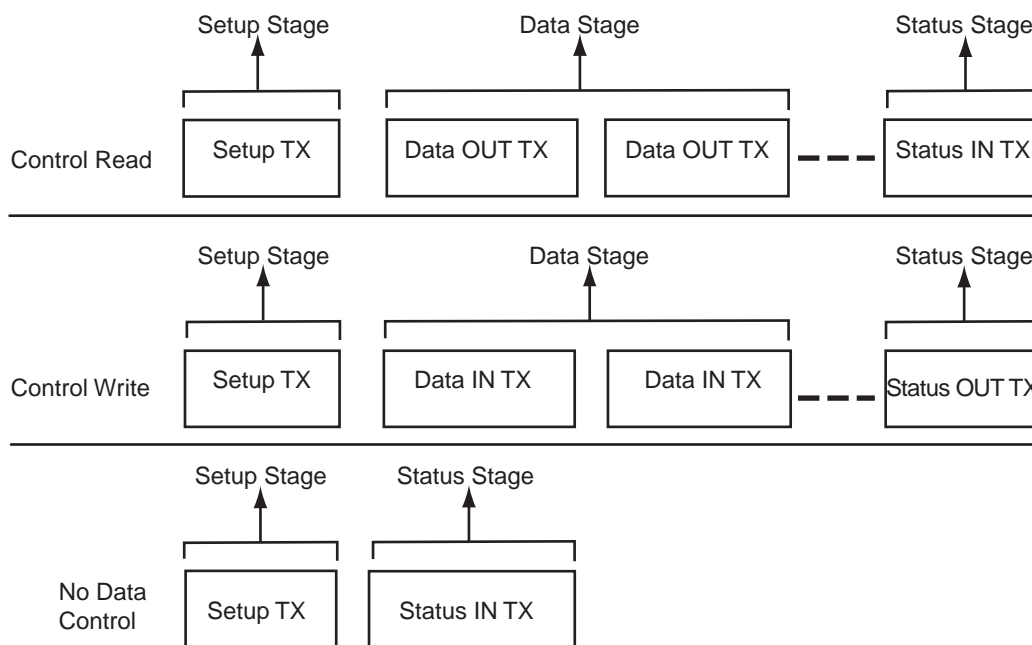 Setup Stage Data Stage Status Stage
Control Read Setup TX Data OUT TX Data OUT TX Status IN TX
Setup Stage Data Stage Status Stage
Control Write Setup TX Data IN TX Data IN TX Status OUT TX
Setup Stage Status Stage
No Data
Control
Setup TX Status IN TX